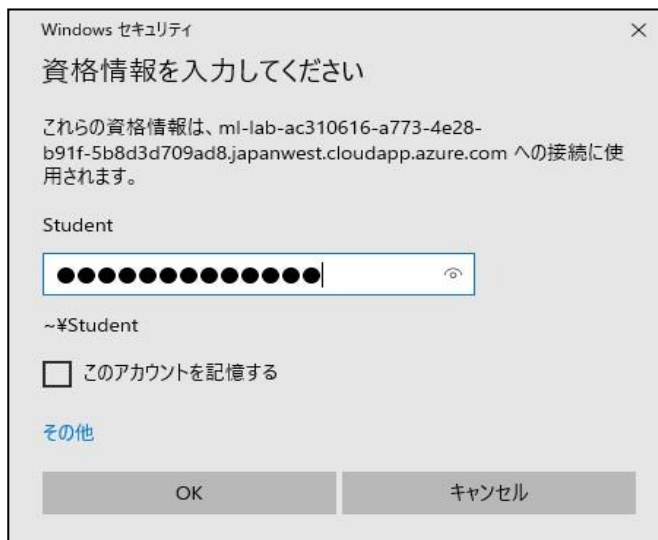 Windows セキュリティ
資格情報を入力してください
これらの資格情報は、ml-lab-ac310616-a773-4e28-
b91f-5b8d3d709ad8.japanwest.cloudapp.azure.com への接続に使
用されます。
Student
●●●●●●●●●●●●●
~¥Student
このアカウントを記憶する
その他
OK
キャンセル